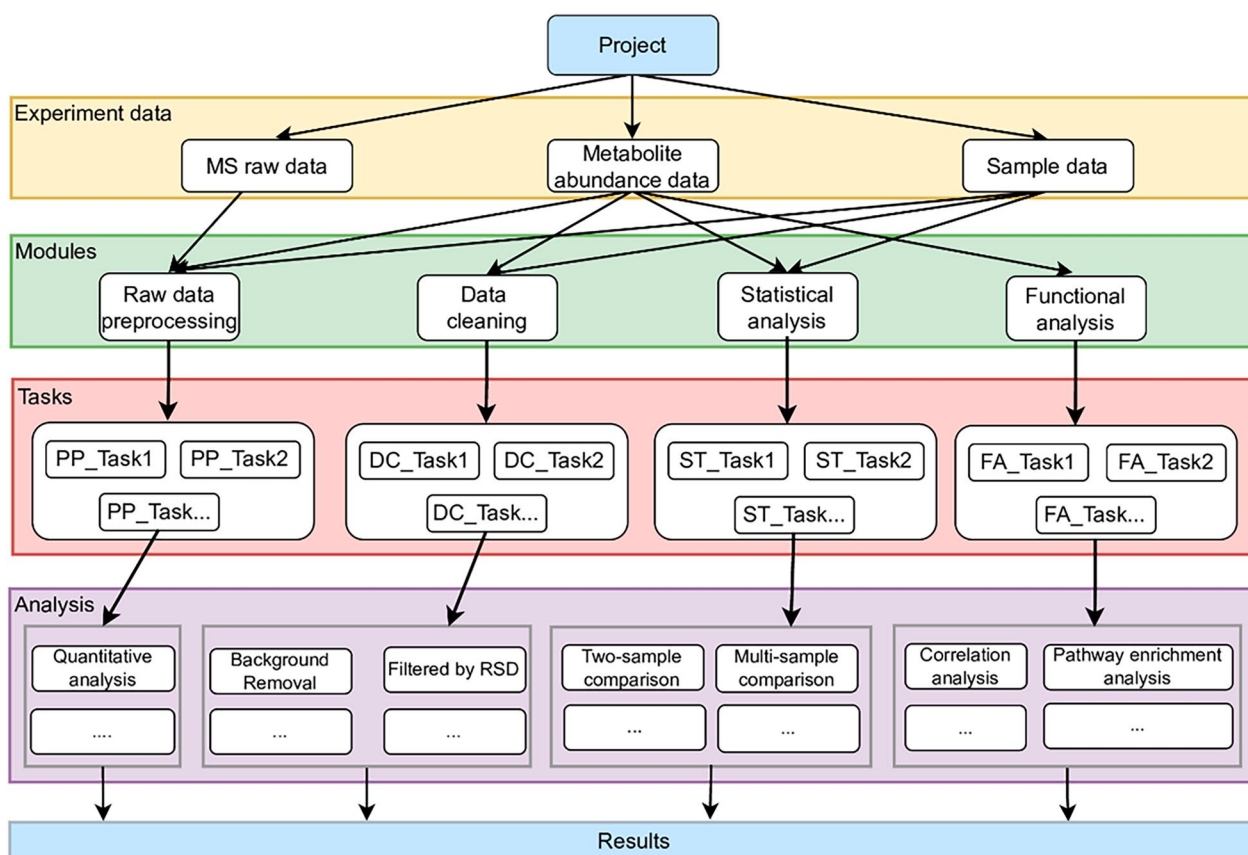 Project
Experiment data
MS raw data
Metabolite
abundance data
Sample data
Modules
Raw data
preprocessing
Data
cleaning
Statistical
analysis
Functional
analysis
Tasks
PP_Task1
PP_Task2
PP_Task...
DC_Task1
DC_Task2
DC_Task...
ST_Task1
ST_Task2
ST_Task...
FA_Task1
FA_Task2
FA_Task...
Analysis
Quantitative
analysis
....
Background
Removal
Filtered by RSD
...
...
Two-sample
comparison
Multi-sample
comparison
...
...
Correlation
analysis
Pathway enrichment
analysis
...
...
Results